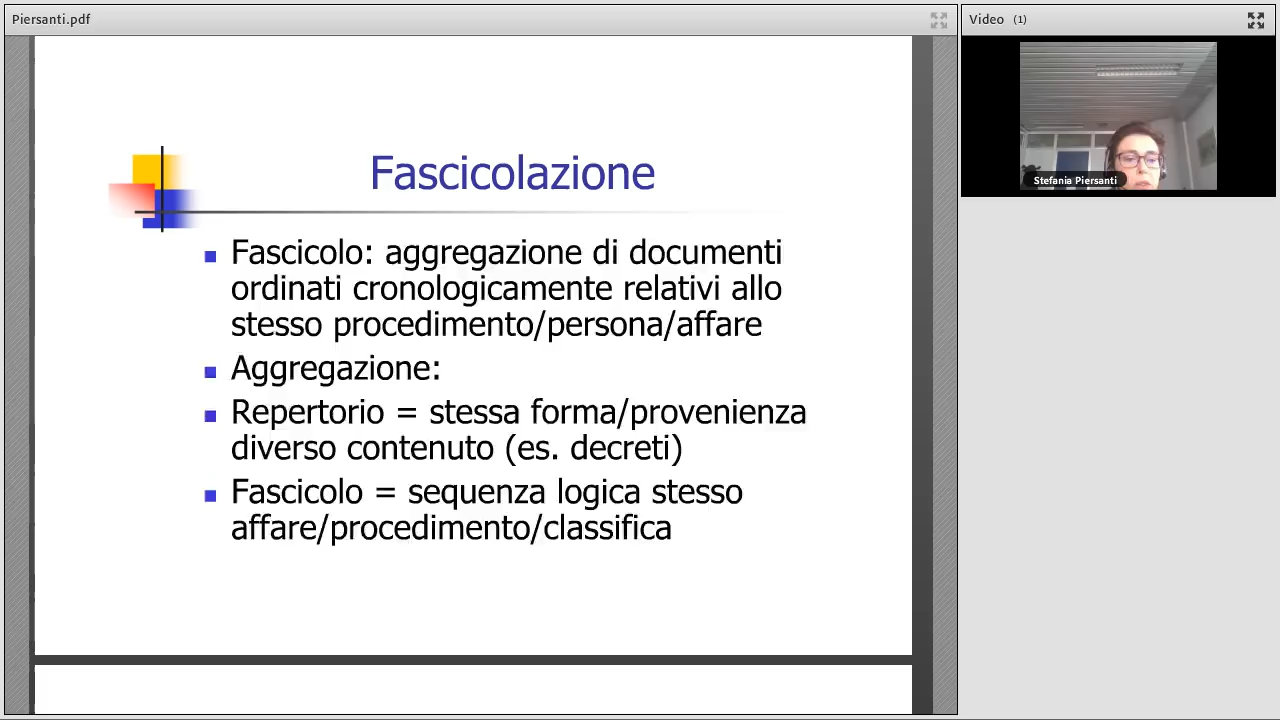 Piersanti.pdf
Video (1)
Stefania Piersanti
Fascicolazione
Fascicolo: aggregazione di documenti
ordinati cronologicamente relativi allo
stesso procedimento/persona/affare
Aggregazione:
Repertorio = stessa forma/provenienza
diverso contenuto (es. decreti)
Fascicolo = sequenza logica stesso
affare/procedimento/classifica